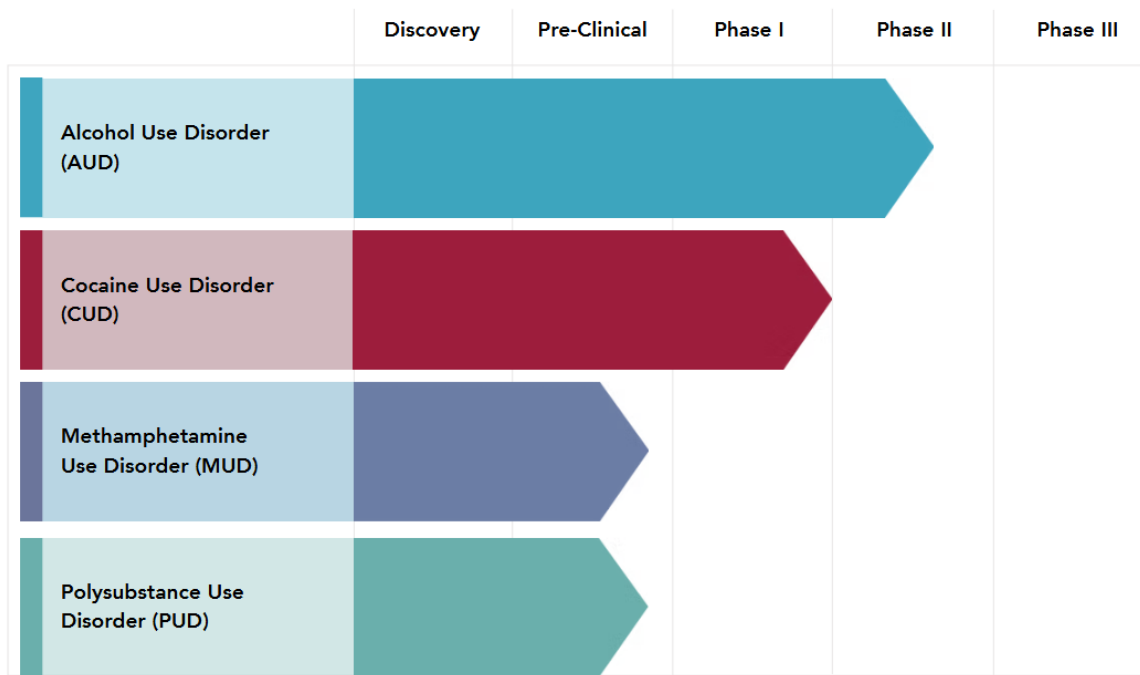 Discovery Pre-Clinical Phase I Phase II Phase III
Alcohol Use Disorder
(AUD)
Cocaine Use Disorder
(CUD)
Methamphetamine
Use Disorder (MUD)
Polysubstance Use
Disorder (PUD)